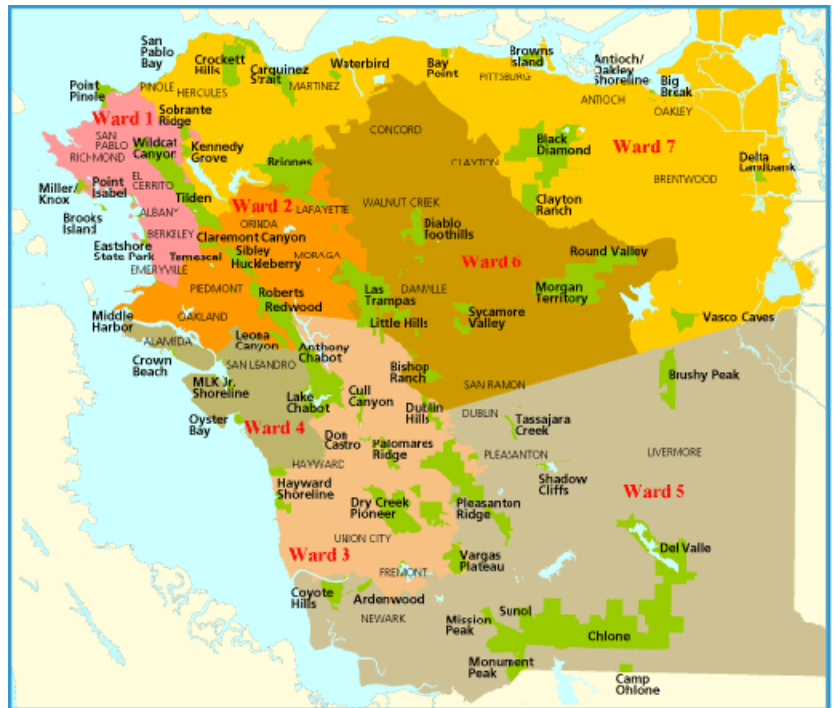 San
Pablo
Bay
Crockett
Hills
Carquinez
Strait
Waterbird
Bay
Point
Browns
Island
Antioch/
Oakley
Shoreline
Big
Break
Point
Pinole
PINOLE
HERCULES
MARTINEZ
PITTSBURG
ANTIOCH
OAKLEY
Ward 1
Sobrante
Ridge
CONCORD
SAN
PABLO
RICHMOND
Wildcat
Canyon
Kennedy
Grove
Briones
CLAYTON
Black
Diamond
Ward 7
Delta
Landbank
BRENTWOOD
Miller/
Knox
Point
Isabel
EL
CERRITO
Tilden
Ward 2
LAFAYETTE
WALNUT CREEK
Clayton
Ranch
Brooks
Island
ALBANY
BERKELEY
ORINDA
Claremont Canyon
Diablo
Foothills
Eastshore
State Park
Temescal
Sibley
Huckleberry
MORAGA
Ward 6
Round Valley
EMERYVILLE
PIEDMONT
Roberts
Redwood
Las
Trampas
DANVILLE
Morgan
Territory
Middle
Harbor
OAKLAND
Little Hills
Sycamore
Valley
Vasco Caves
ALAMEDA
Leona
Canyon
Anthony
Chabot
Crown
Beach
SAN LEANDRO
Bishop
Ranch
SAN RAMON
Brushy Peak
MLK Jr.
Shoreline
Lake
Chabot
Cull
Canyon
Dublin
Hills
DUBLIN
Tassajara
Creek
Oyster
Bay
Ward 4
Don
Castro
Palomares
Ridge
PLEASANTON
LIVERMORE
HAYWARD
Hayward
Shoreline
Shadow
Cliffs
Ward 5
Dry Creek
Pioneer
Pleasanton
Ridge
UNION CITY
Ward 3
Vargas
Plateau
Del Valle
FREMONT
Coyote
Hills
Ardenwood
NEWARK
Mission
Peak
Sunol
Chlone
Monument
Peak
Camp
Ohlone